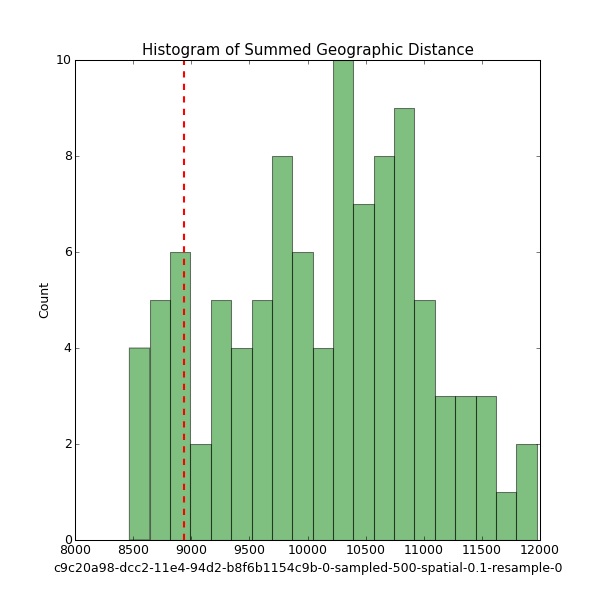 Histogram of Summed Geographic Distance
10
8
6
4
2
0
Count
8000 8500 9000 9500 10000 10500 11000 11500 12000
c9c20a98-dcc2-11e4-94d2-b8f6b1154c9b-0-sampled-500-spatial-0.1-resample-0